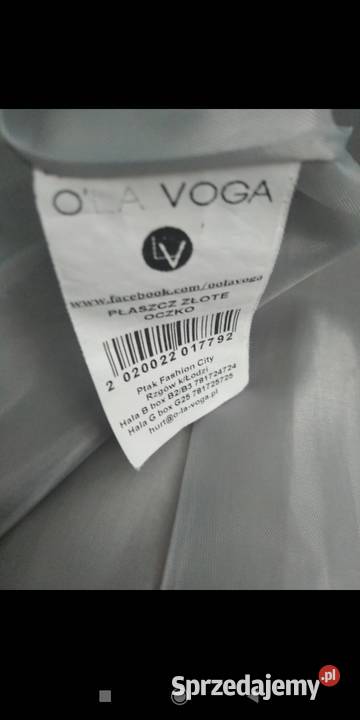 O'LA VOGA
LV
www.facebook.com/oolavoga
PŁASZCZ ZŁOTE
OCZKO
2 020022 017792
Ptak Fashion City
Rzgów k/Łodzi
Hala B box B2/B3 781724724
Hala G box G25 781725725
hurt@o-la-voga.pl
Sprzedajemy.pl